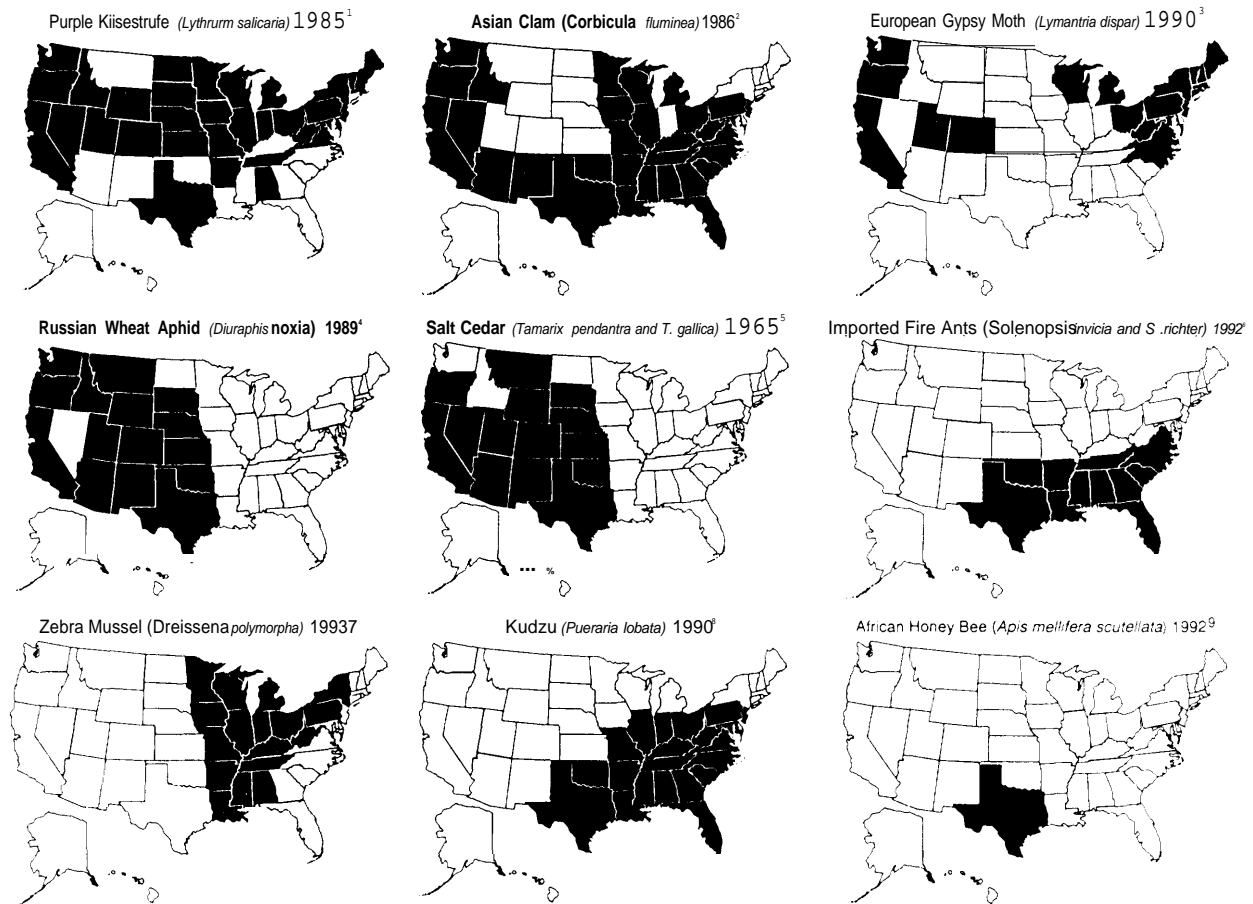 Purple Kiisestrufe (Lythrurm salicaria) 1985¹
Asian Clam (Corbicula fluminea) 1986²
European Gypsy Moth (Lymantria dispar) 1990³
Russian Wheat Aphid (Diuraphis noxia) 1989⁴
Salt Cedar (Tamarix pendantra and T. gallica) 1965⁵
Imported Fire Ants (Solenopsis invicia and S .richter) 1992⁶
Zebra Mussel (Dreissena polymorpha) 19937
Kudzu (Pueraria lobata) 1990⁸
African Honey Bee (Apis mellifera scutellata) 1992⁹